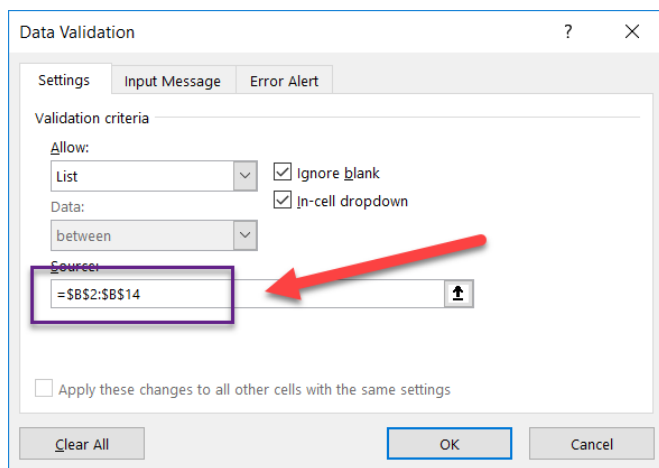 Data Validation ? X
Settings Input Message Error Alert
Validation criteria
Allow:
List
Ignore blank
Data:
In-cell dropdown
between
Source:
=$B$2:$B$14
Apply these changes to all other cells with the same settings
Clear All OK Cancel